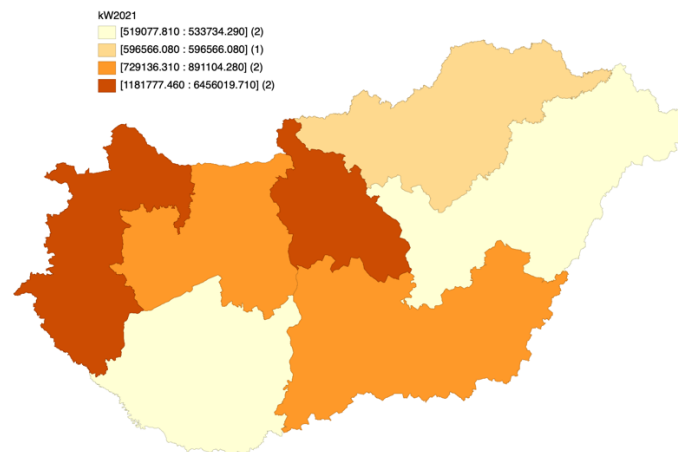 kW2021
[519077.810 : 533734.290] (2)
[596566.080 : 596566.080] (1)
[729136.310 : 891104.280] (2)
[1181777.460 : 6456019.710] (2)